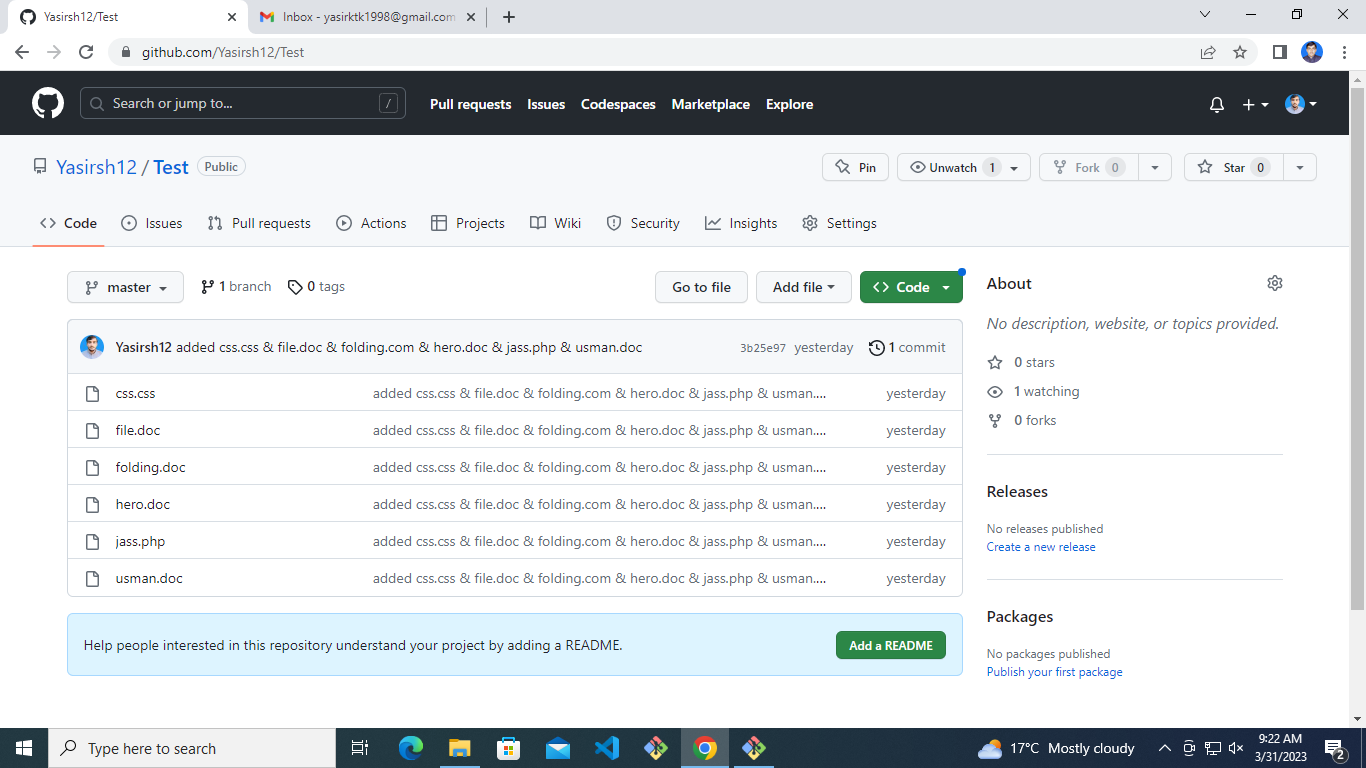 Yasirsh12/Test
Inbox - yasirktk1998@gmail.com
github.com/Yasirsh12/Test
Search or jump to... /
Pull requests Issues Codespaces Marketplace Explore
Yasirsh12 / Test Public
Pin Unwatch 1 Fork 0 Star 0
Code Issues Pull requests Actions Projects Wiki Security Insights Settings
master 1 branch 0 tags Go to file Add file Code
Yasirsh12 added css.css & file.doc & folding.com & hero.doc & jass.php & usman.doc 3b25e97 yesterday 1 commit
css.css added css.css & file.doc & folding.com & hero.doc & jass.php & usman.... yesterday
file.doc added css.css & file.doc & folding.com & hero.doc & jass.php & usman.... yesterday
folding.doc added css.css & file.doc & folding.com & hero.doc & jass.php & usman.... yesterday
hero.doc added css.css & file.doc & folding.com & hero.doc & jass.php & usman.... yesterday
jass.php added css.css & file.doc & folding.com & hero.doc & jass.php & usman.... yesterday
usman.doc added css.css & file.doc & folding.com & hero.doc & jass.php & usman.... yesterday
Help people interested in this repository understand your project by adding a README. Add a README
About
No description, website, or topics provided.
0 stars
1 watching
0 forks
Releases
No releases published
Create a new release
Packages
No packages published
Publish your first package
Type here to search
17°C Mostly cloudy
9:22 AM
3/31/2023
2